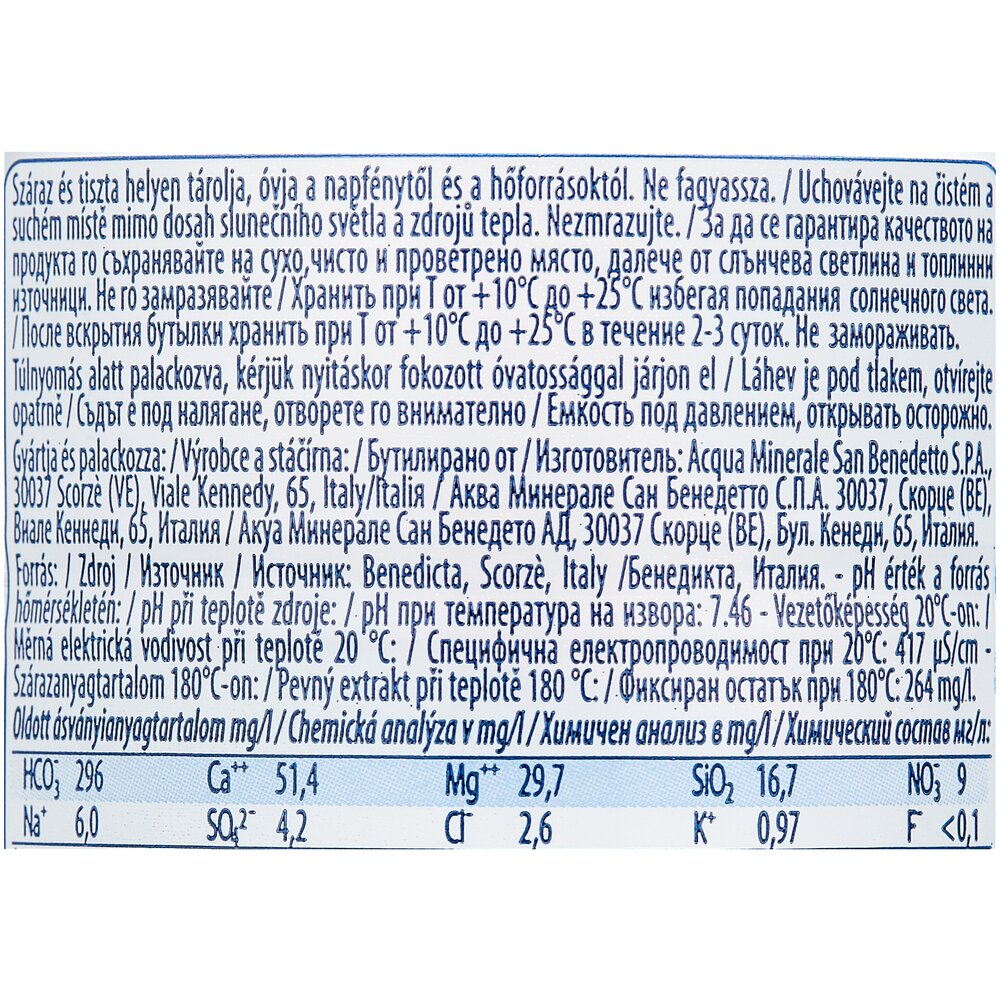 Száraz és tiszta helyen tárolja, óvja a napfénytől és a hőforrásoktól. Ne fagyassza. / Uchovávejte na čistém a
suchém místě mimo dosah slunečního světla a zdrojů tepla. Nezmrazujte. / За да се гарантира качеството на
продукта го съхранявайте на сухо, чисто и проветрено място, далече от слънчева светлина и топлинни
източници. Не го замразявайте / Хранить при Т от +10°C до +25°C избегая попадания солнечного света.
/ После вскрытия бутылки хранить при Т от +10°C до +25°C в течение 2-3 суток. Не замораживать.
Túlnyomás alatt palackozva, kérjük nyitáskor fokozott óvatossággal járjon el / Láhev je pod tlakem, otvírejte
opatrně / Съдът е под налягане, отворете го внимателно / Емкость под давлением, открывать осторожно.
Gyártja és palackozza: / Výrobce a stáčírna: / Бутилирано от / Изготовитель: Acqua Minerale San Benedetto S.P.A.,
30037 Scorzè (VE), Viale Kennedy, 65, Italy/Italia / Аква Минерале Сан Бенедетто С.П.А. 30037, Скорце (ВЕ),
Виале Кеннеди, 65, Италия / Акуа Минерале Сан Бенедето АД, 30037 Скорце (ВЕ), Бул. Кенеди, 65, Италия.
Forrás: / Zdroj / Източник / Источник: Benedicta, Scorzè, Italy /Бенедикта, Италия. - pH érték a forrás
hőmérsékletén: / pH při teplotě zdroje: / pH при температура на извора: 7.46 - Vezetőképesség 20°C-on: /
Měrná elektrická vodivost při teplotě 20 °C: / Специфична електропроводимост при 20°C: 417 µS/cm -
Szárazanyagtartalom 180°C-on: / Pevný extrakt při teplotě 180 °C: / Фиксиран остатък при 180°C: 264 mg/l.
Oldott ásványianyagtartalom mg/l / Chemická analýza v mg/l / Химичен анализ в mg/l / Химический состав мг/л:
HCO₃⁻ 296 Ca⁺⁺ 51,4 Mg⁺⁺ 29,7 SiO₂ 16,7 NO₃⁻ 9
Na⁺ 6,0 SO₄²⁻ 4,2 Cl⁻ 2,6 K⁺ 0,97 F⁻ <0,1